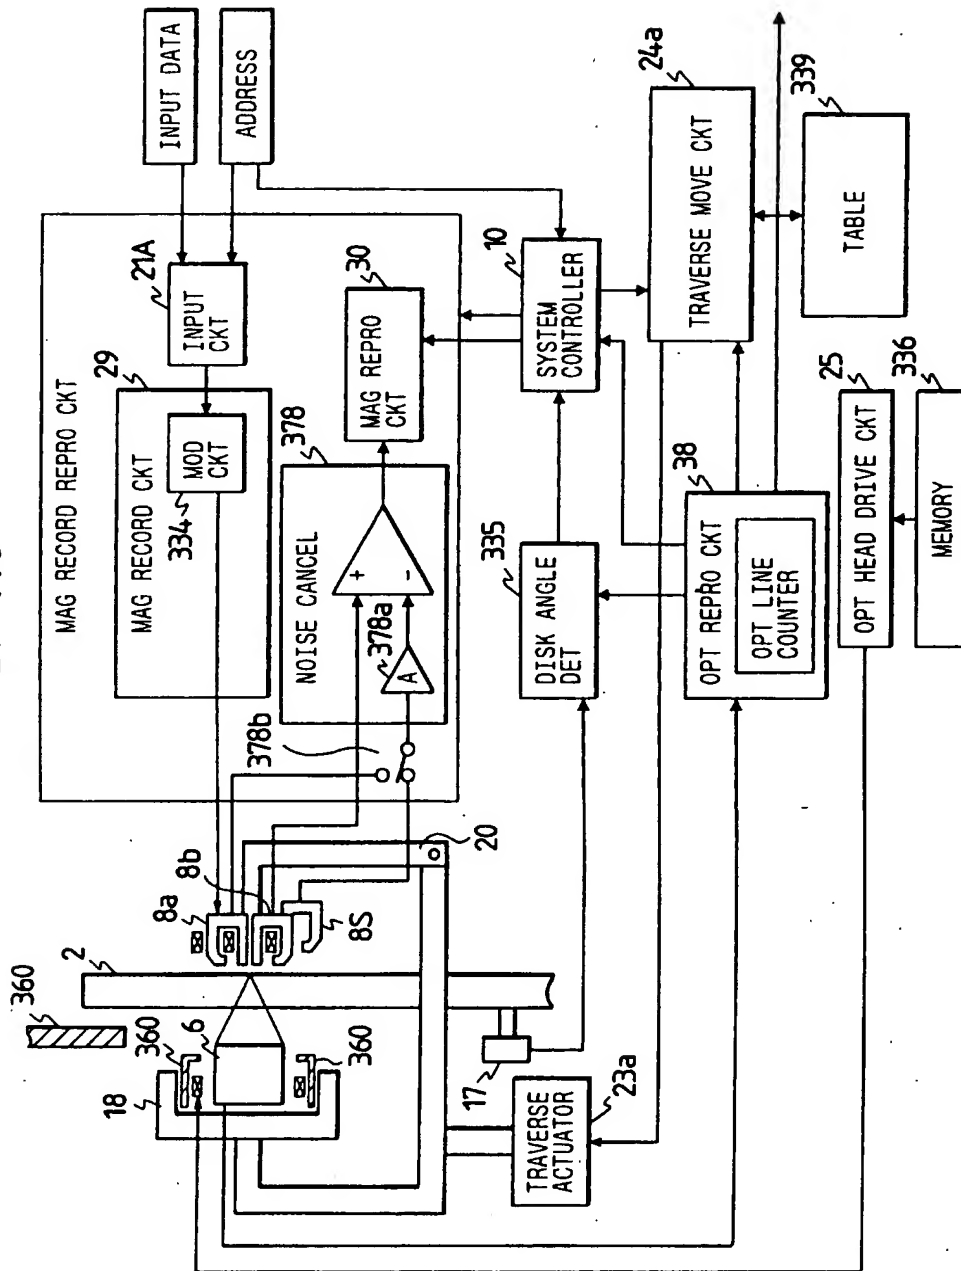 INPUT DATA
ADDRESS
MAG RECORD REPRO CKT
21A
INPUT
CKT
29
MAG RECORD CKT
MOD
CKT
334
30
MAG REPRO
CKT
378
NOISE CANCEL
+
-
378a
A
378b
10
SYSTEM
CONTROLLER
24a
TRAVERSE MOVE CKT
339
TABLE
335
DISK ANGLE
DET
38
OPT REPRO CKT
OPT LINE
COUNTER
25
OPT HEAD DRIVE CKT
336
MEMORY
20
8b
8a
8S
2
360
6
360
360
18
17
23a
TRAVERSE
ACTUATOR